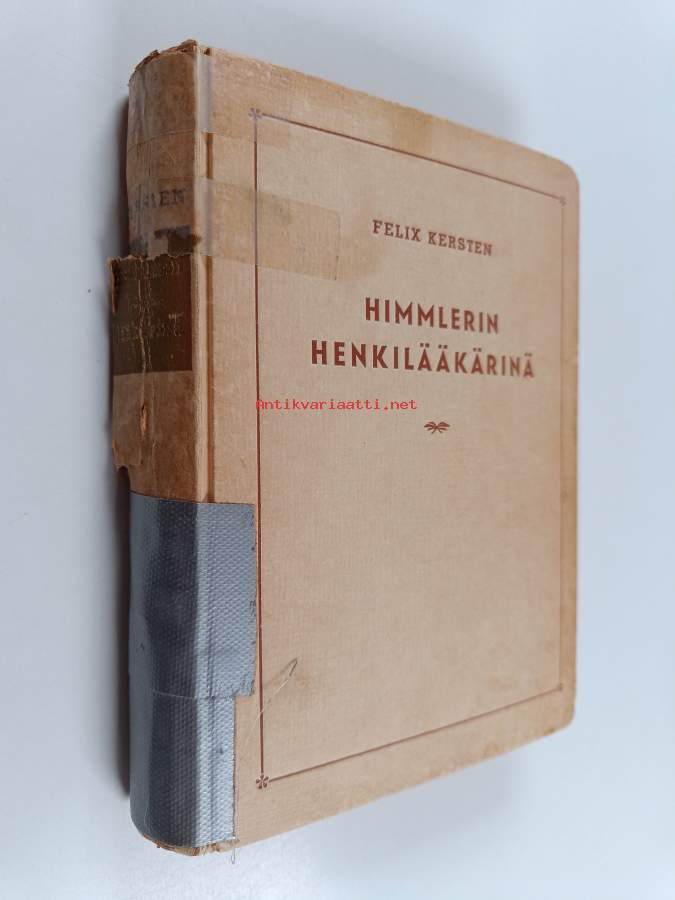 FELIX KERSTEN
HIMMLERIN
HENKILÄÄKÄRINÄ
Antikvariaatti.net